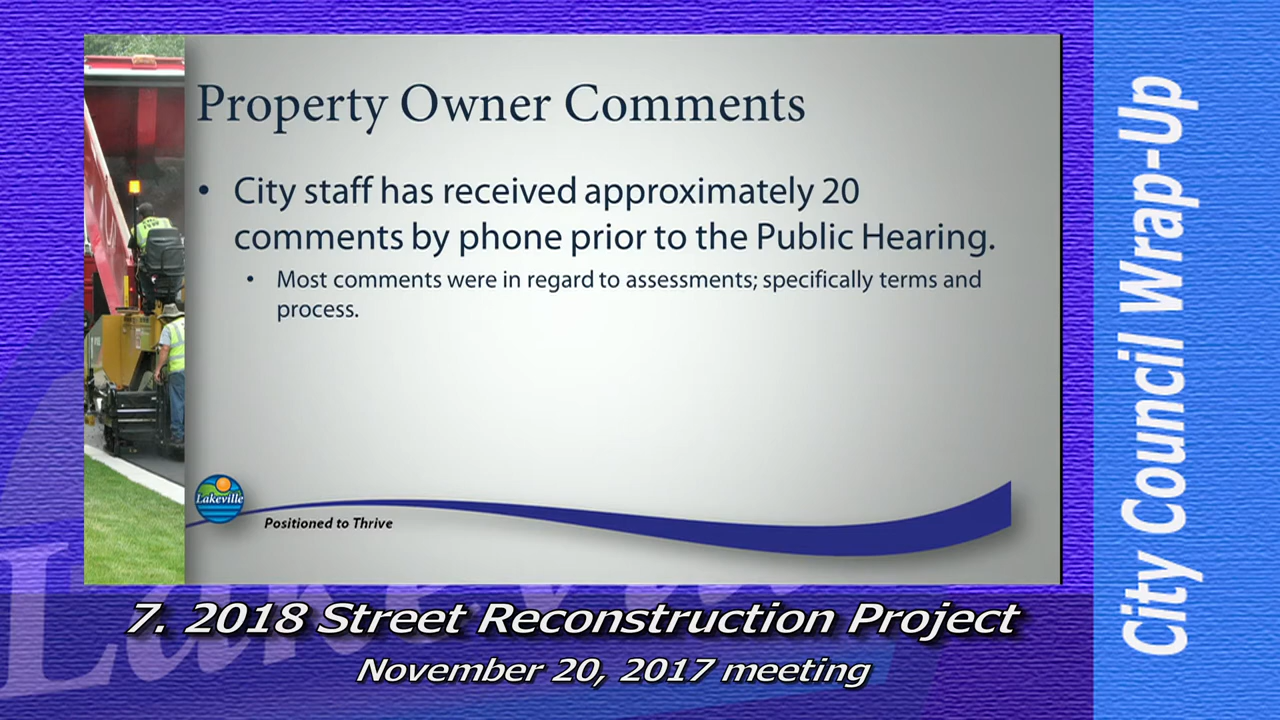 Property Owner Comments
• City staff has received approximately 20
comments by phone prior to the Public Hearing.
• Most comments were in regard to assessments; specifically terms and
process.
Lakeville
Positioned to Thrive
7. 2018 Street Reconstruction Project
November 20, 2017 meeting
City Council Wrap-Up
Lakeville